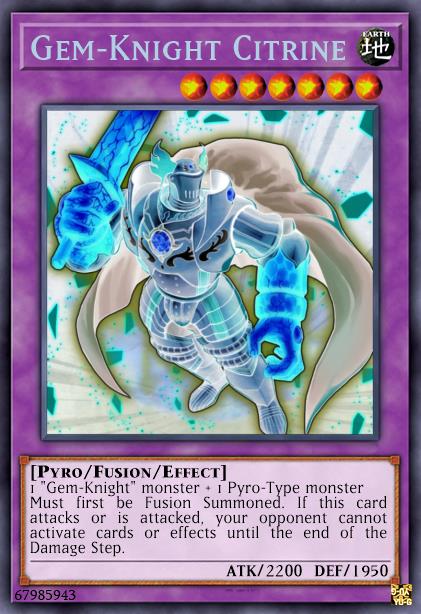 Gem-Knight Citrine
EARTH
地
[Pyro/Fusion/Effect]
1 "Gem-Knight" monster + 1 Pyro-Type monster
Must first be Fusion Summoned. If this card
attacks or is attacked, your opponent cannot
activate cards or effects until the end of the
Damage Step.
ATK/2200 DEF/1950
67985943